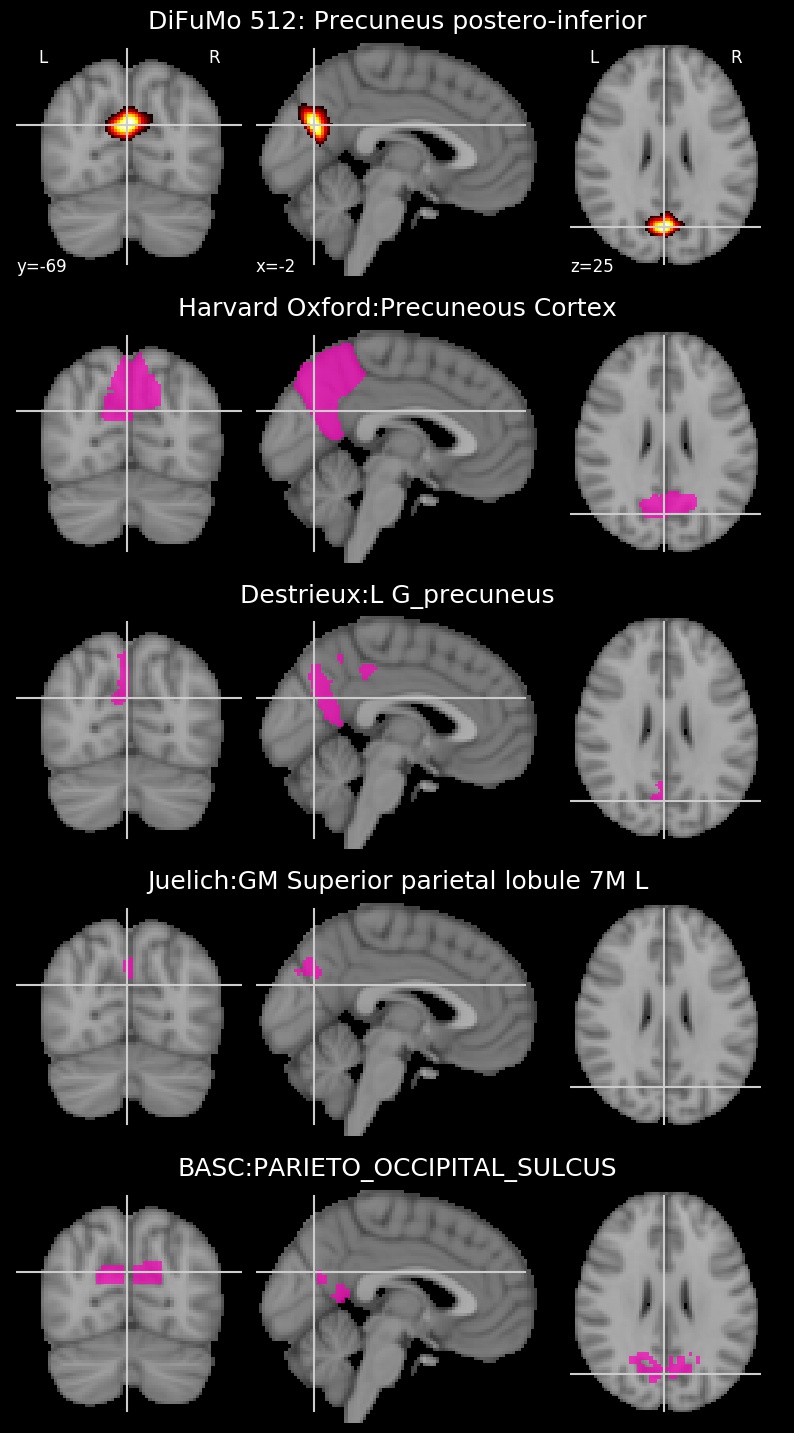 DiFuMo 512: Precuneus postero-inferior
L R L R
y=-69 x=-2 z=25
Harvard Oxford:Precuneous Cortex
Destrieux:L G_precuneus
Juelich:GM Superior parietal lobule 7M L
BASC:PARIETO_OCCIPITAL_SULCUS